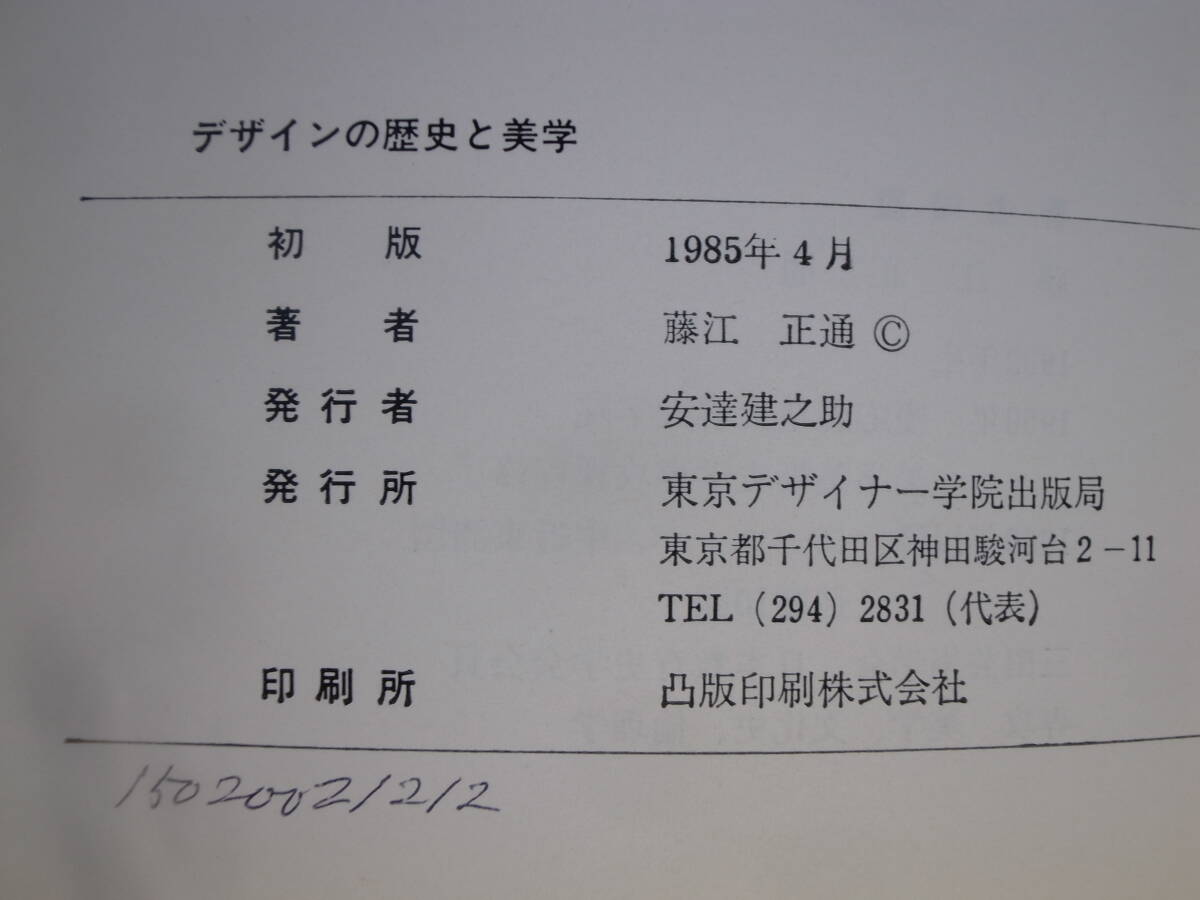 デザインの歴史と美学
初版 1985年4月
著者 藤江 正通 ©
発行者 安達建之助
発行所 東京デザイナー学院出版局
東京都千代田区神田駿河台2-11
TEL (294) 2831 (代表)
印刷所 凸版印刷株式会社
15020021212